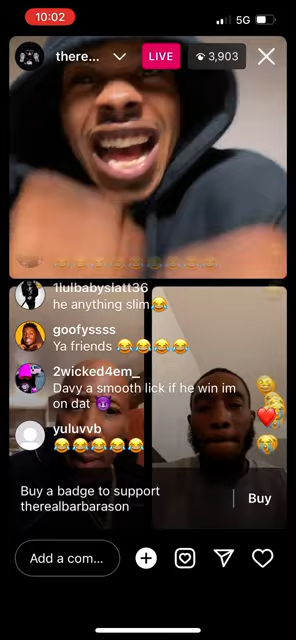 10:02
5G
there...
LIVE
3,903
1lulbabyslatt36
he anything slim😂
goofyssss
Ya friends 😂😂😂😂
2wicked4em_
Davy a smooth lick if he win im
on dat 😈
yuluvvb
😂😂😂😂😂
Buy a badge to support
therealbarbarason
Buy
Add a com...